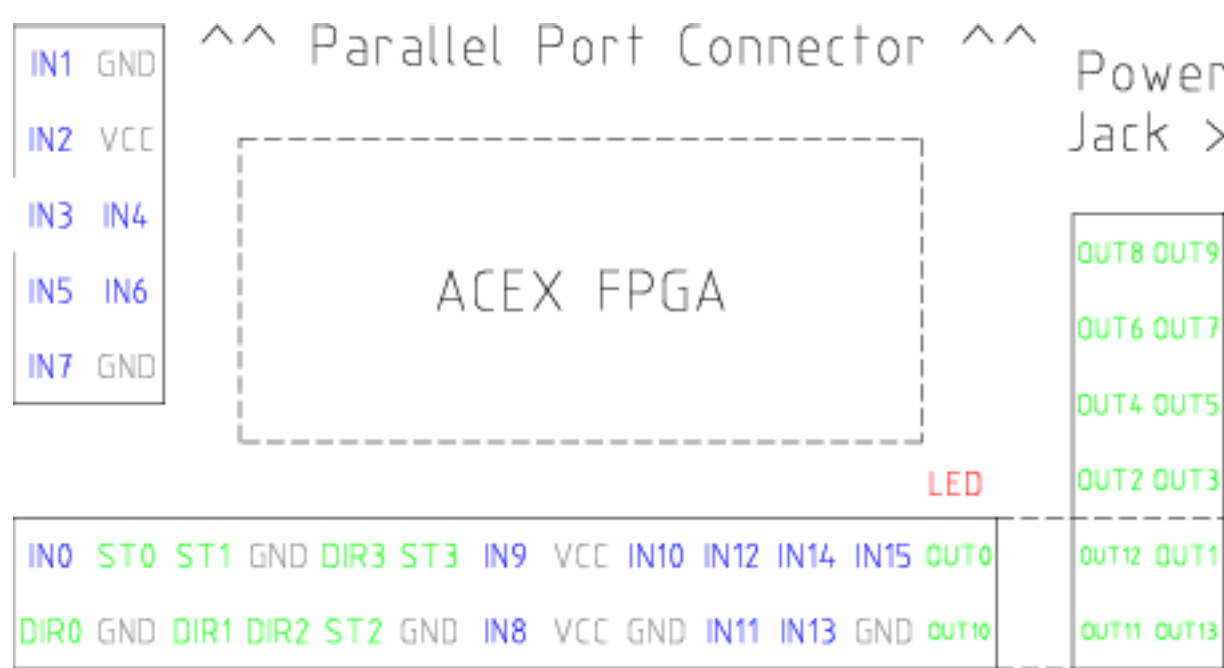 ^^ Parallel Port Connector ^^
Power
Jack >
IN1 GND
IN2 VCC
IN3 IN4
IN5 IN6
IN7 GND
ACEX FPGA
OUT8 OUT9
OUT6 OUT7
OUT4 OUT5
OUT2 OUT3
LED
IN0 ST0 ST1 GND DIR3 ST3 IN9 VCC IN10 IN12 IN14 IN15 OUT0
OUT12 OUT1
DIR0 GND DIR1 DIR2 ST2 GND IN8 VCC GND IN11 IN13 GND OUT10
OUT11 OUT13